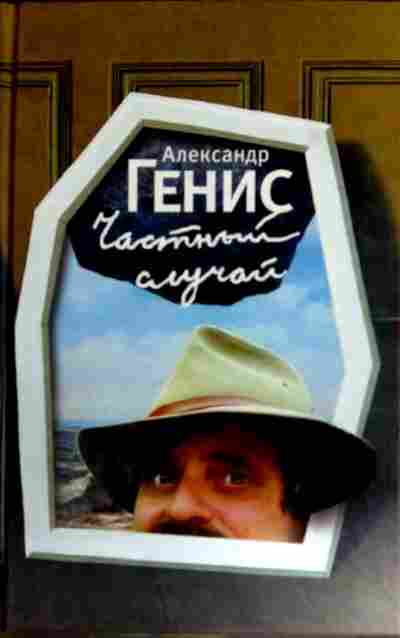 Александр
ГЕНИС
Частный
случай